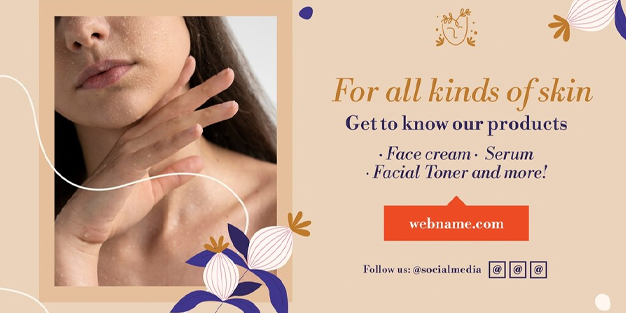 For all kinds of skin
Get to know our products
· Face cream · Serum
· Facial Toner and more!
webname.com
Follow us: @socialmedia @ @ @